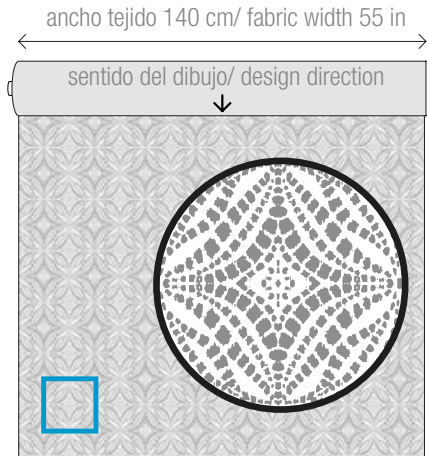 ancho tejido 140 cm/ fabric width 55 in
sentido del dibujo/ design direction